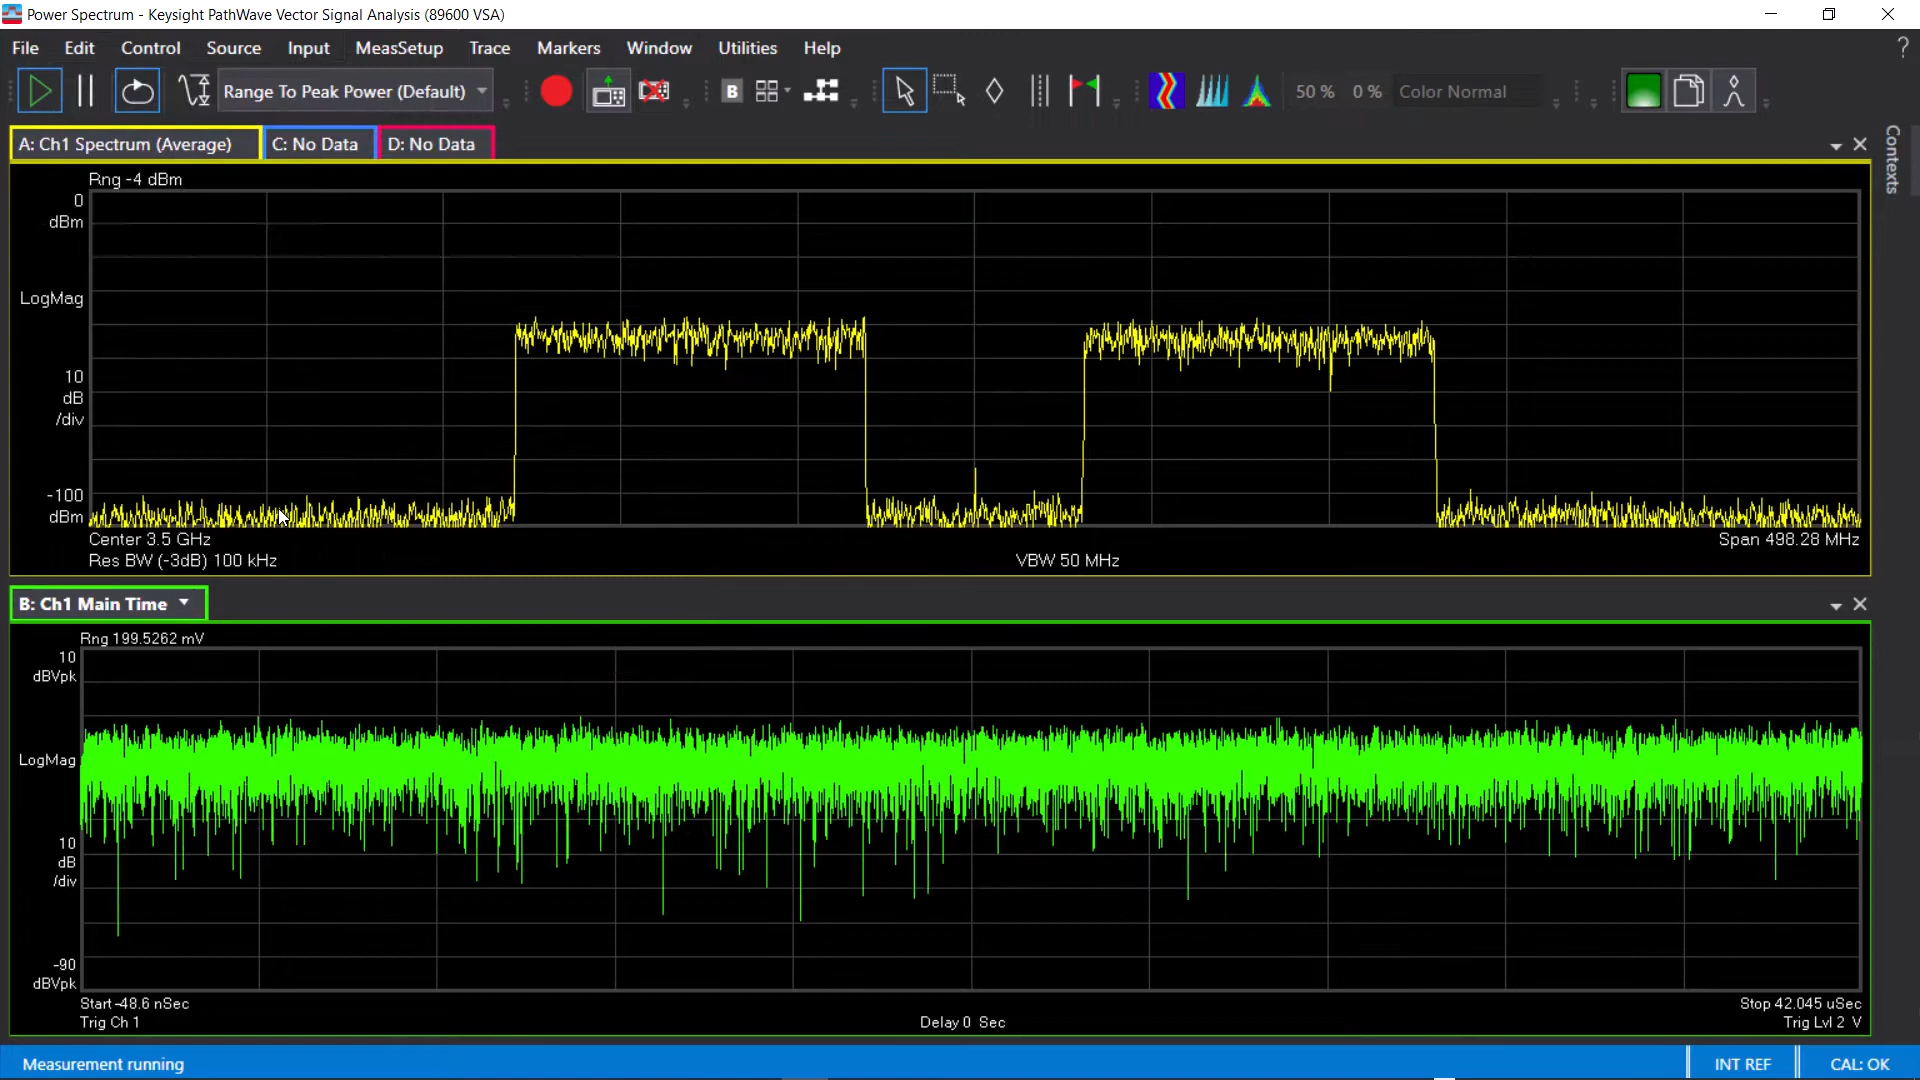 Power Spectrum - Keysight PathWave Vector Signal Analysis (89600 VSA)
File Edit Control Source Input MeasSetup Trace Markers Window Utilities Help ?
Range To Peak Power (Default) B 50 % 0 % Color Normal
A: Ch1 Spectrum (Average) C: No Data D: No Data
Contexts
Rng -4 dBm
0
dBm
LogMag
10
dB
/div
-100
dBm
Center 3.5 GHz Span 498.28 MHz
Res BW (-3dB) 100 kHz VBW 50 MHz
B: Ch1 Main Time
Rng 199.5262 mV
10
dBVpk
LogMag
10
dB
/div
-90
dBVpk
Start-48.6 nSec Stop 42.045 uSec
Trig Ch 1 Delay 0 Sec Trig Lvl 2 V
Measurement running INT REF CAL: OK